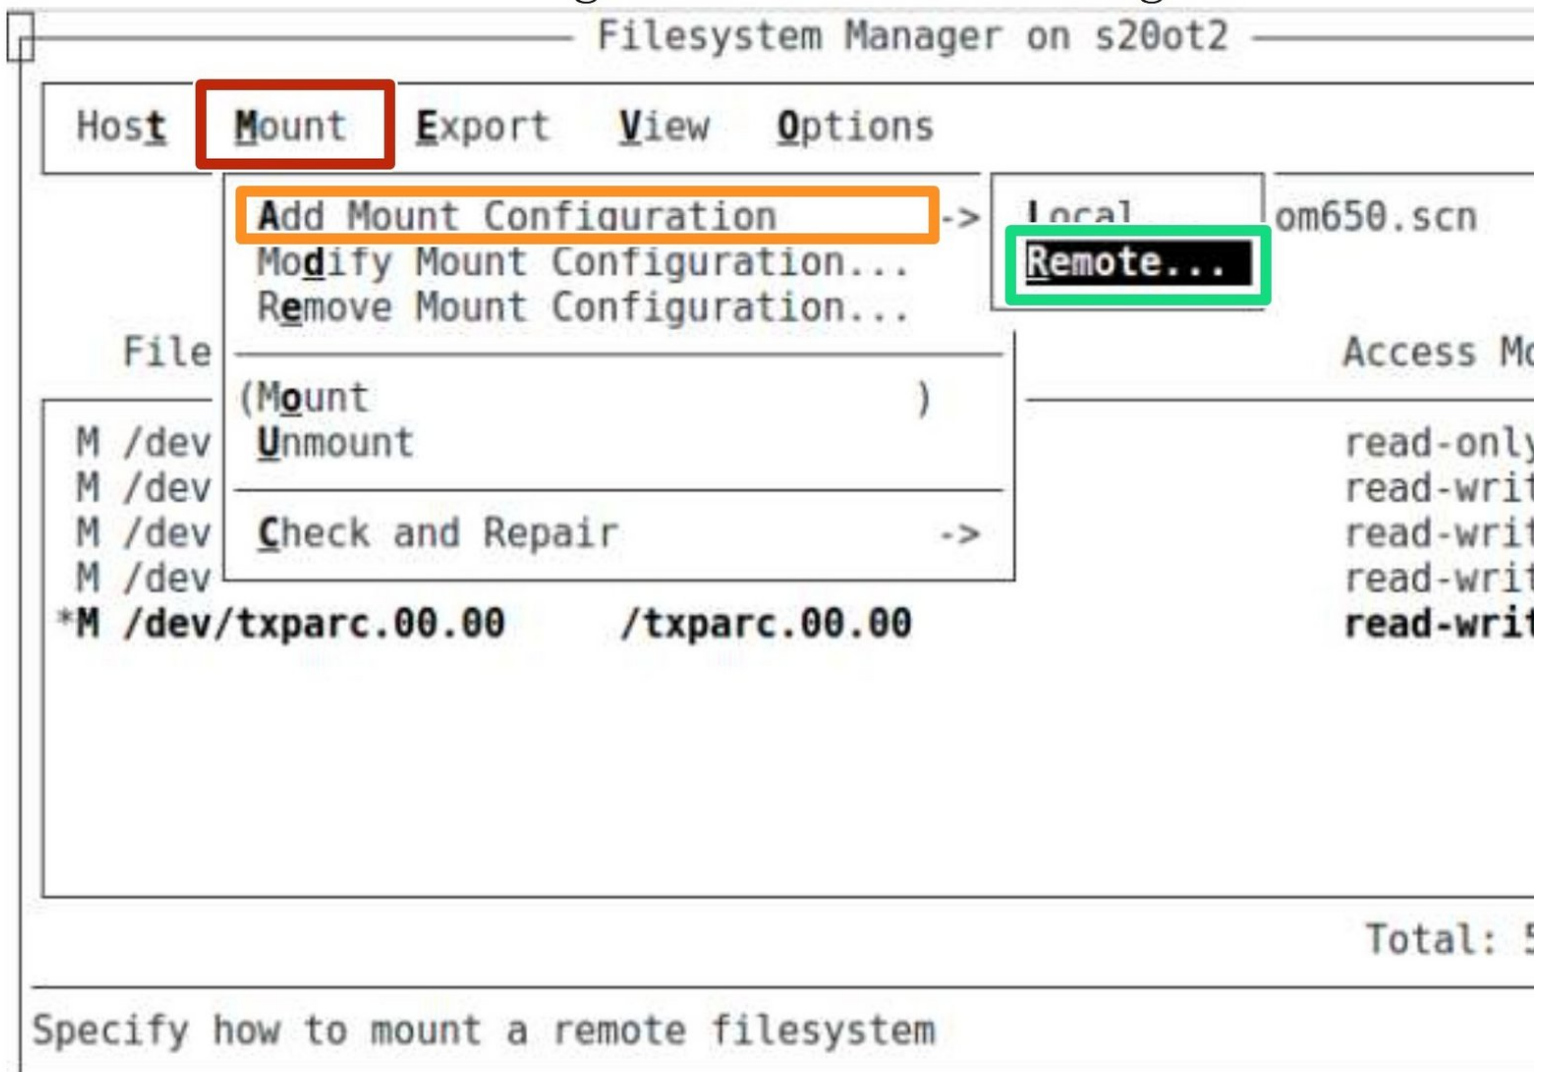 Filesystem Manager on s20ot2
Host Mount Export View Options
Add Mount Configuration -> Local om650.scn
Modify Mount Configuration... Remote...
Remove Mount Configuration...
File Access Mo
(Mount )
M /dev Unmount read-only
M /dev read-writ
M /dev Check and Repair -> read-writ
M /dev read-writ
*M /dev/txparc.00.00 /txparc.00.00 read-writ
Total: 5
Specify how to mount a remote filesystem